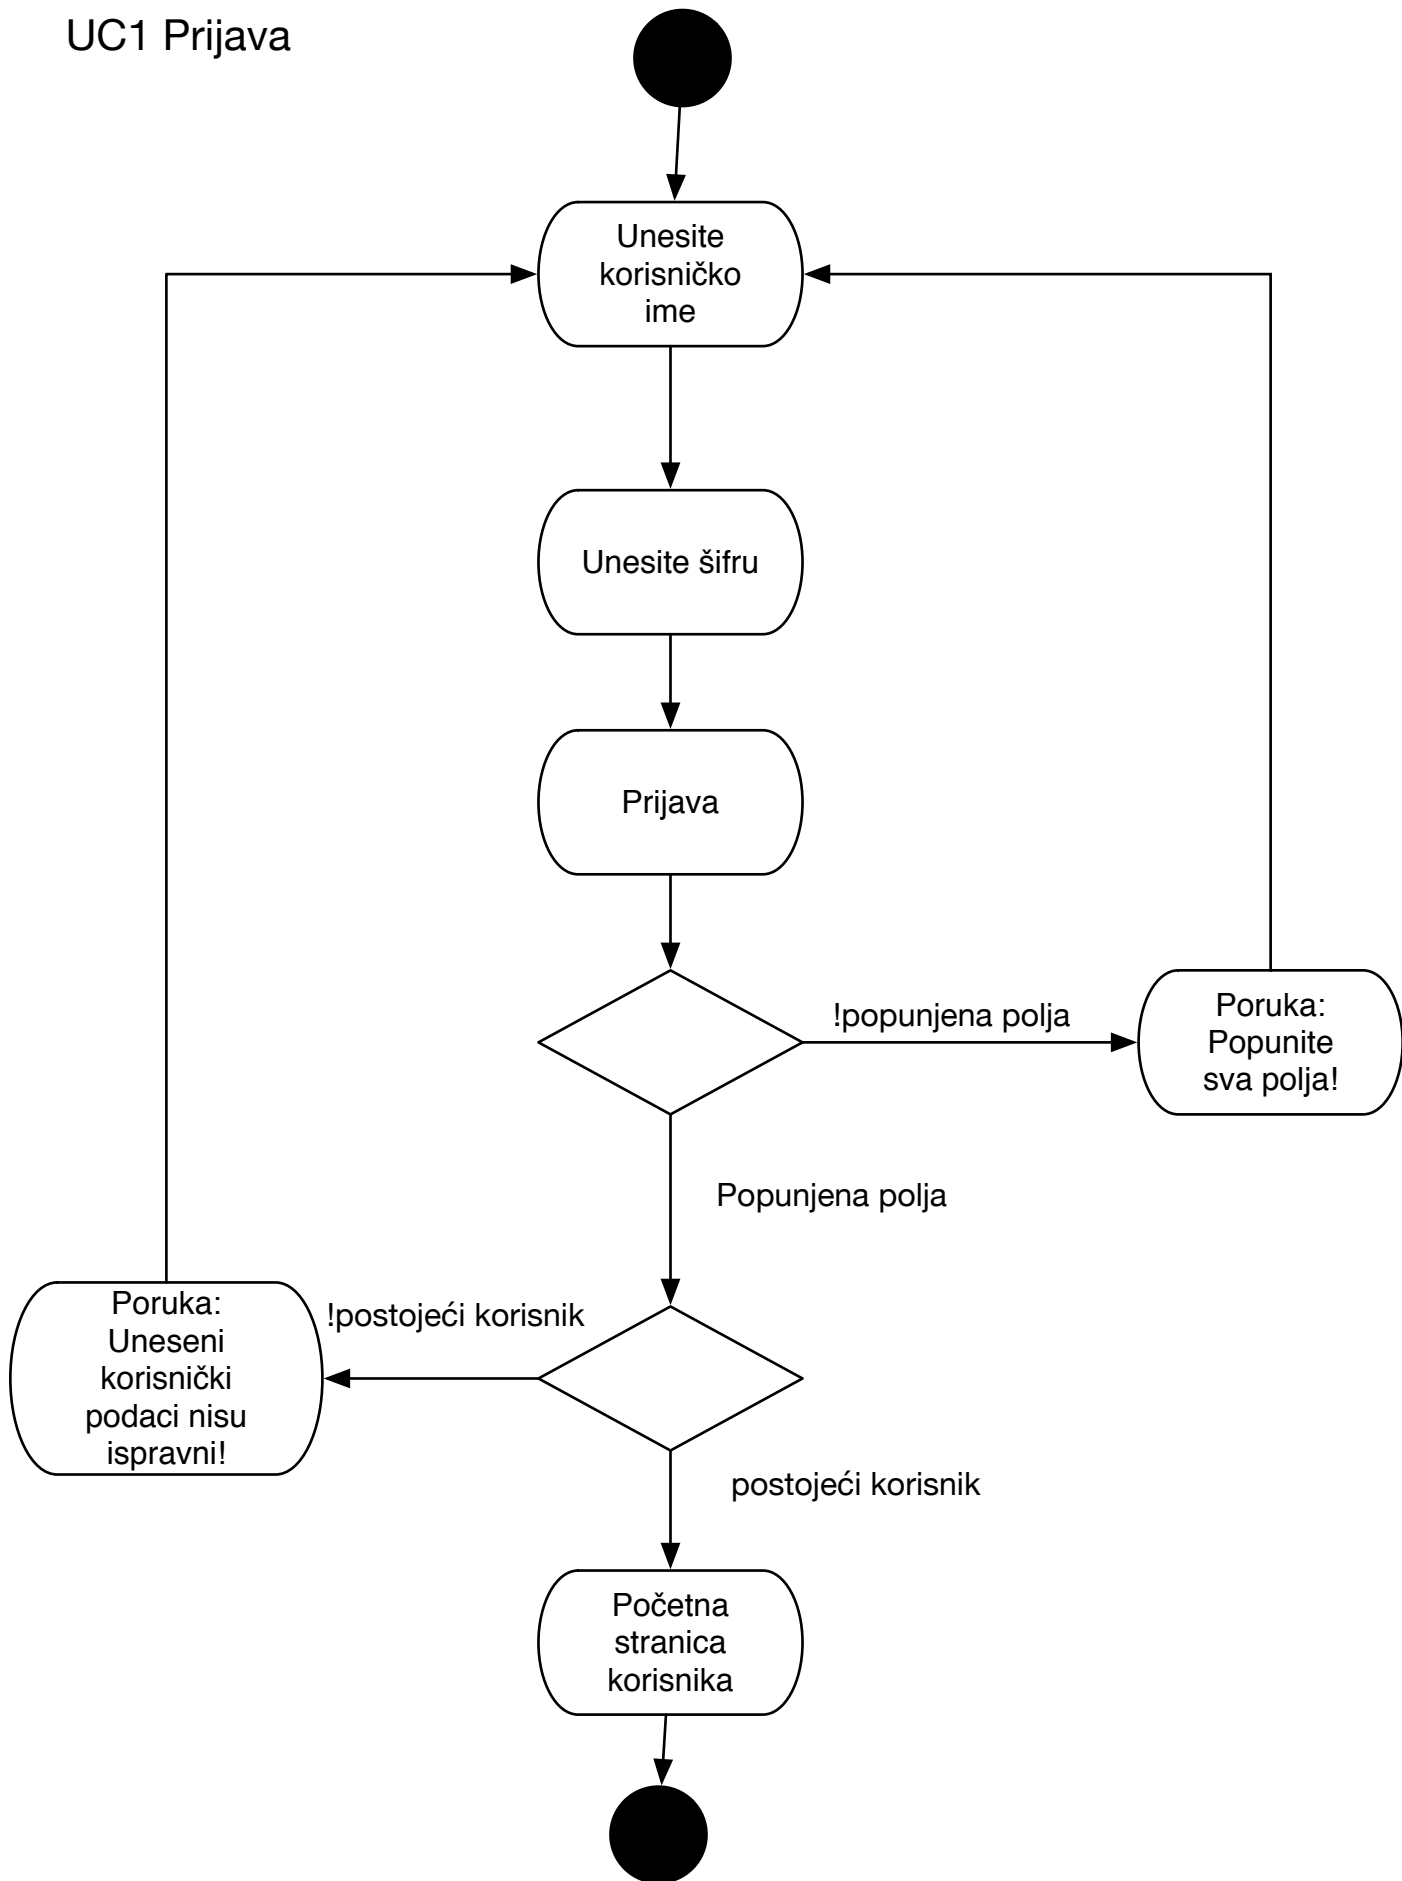 UC1 Prijava
Unesite
korisničko
ime
Unesite šifru
Prijava
!popunjena polja
Poruka:
Popunite
sva polja!
Popunjena polja
Poruka:
Uneseni
korisnički
podaci nisu
ispravni!
!postojeći korisnik
postojeći korisnik
Početna
stranica
korisnika